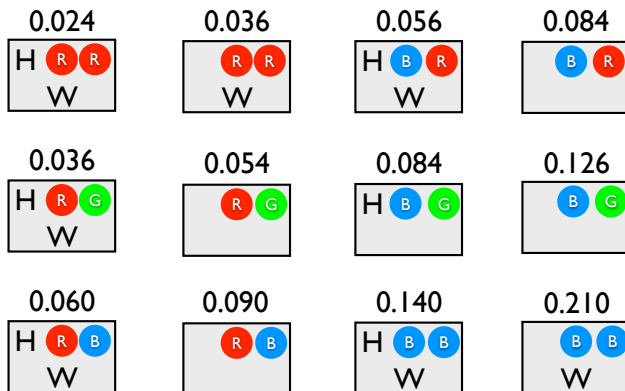 0.024 0.036 0.056 0.084
H R R R R H B R B R
W W W
0.036 0.054 0.084 0.126
H R G R G H B G B G
W
0.060 0.090 0.140 0.210
H R B R B H B B B B
W W W